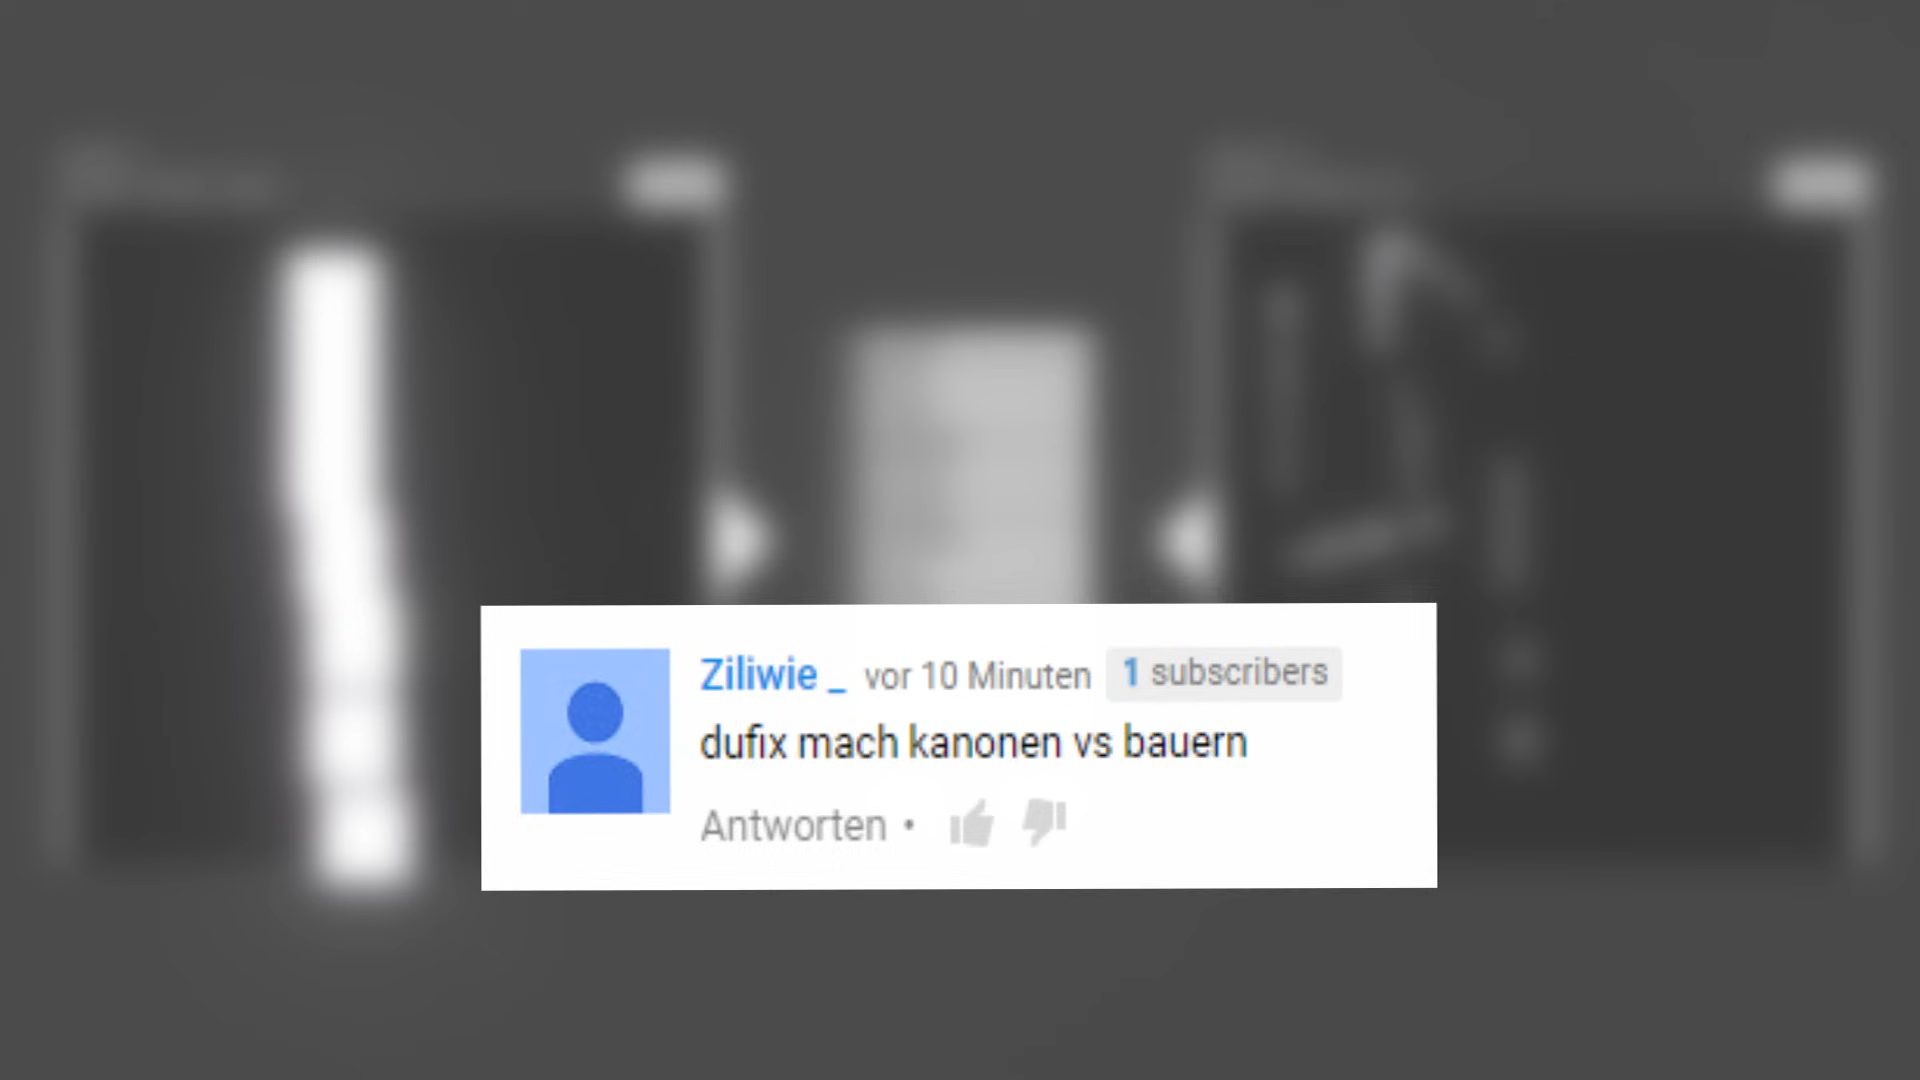 Ziliwie _ vor 10 Minuten 1 subscribers
dufix mach kanonen vs bauern
Antworten •